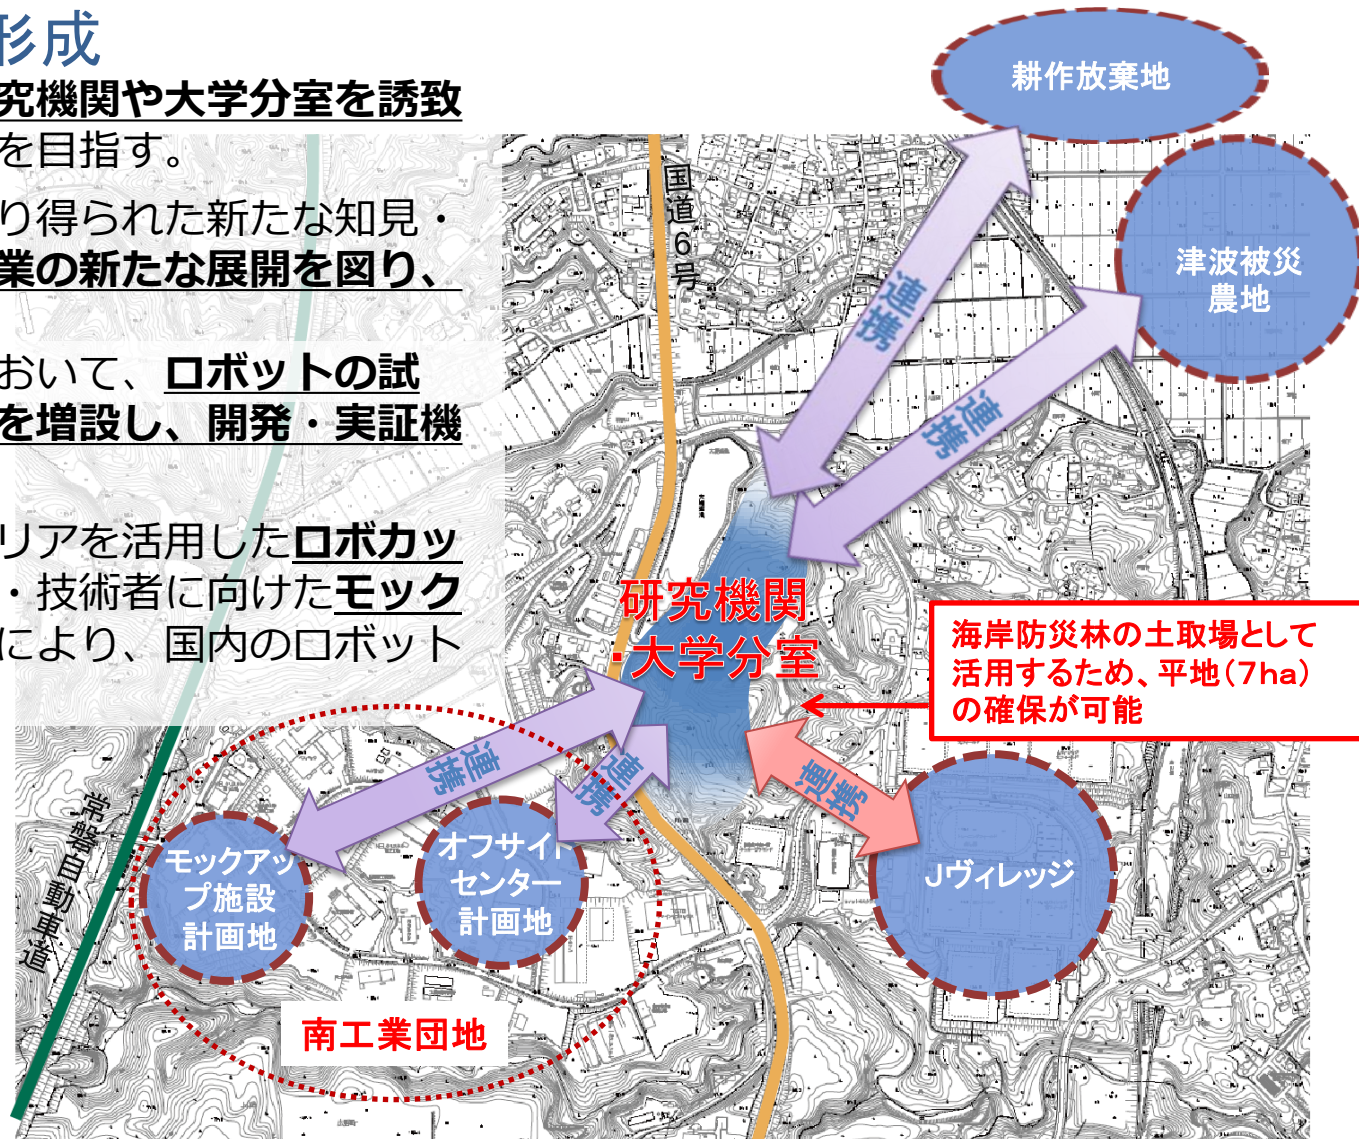 形成
究機関や大学分室を誘致
を目指す。
り得られた新たな知見・
業の新たな展開を図り、
おいて、ロボットの試
を増設し、開発・実証機
リアを活用したロボカッ
・技術者に向けたモック
により、国内のロボット
耕作放棄地
津波被災
農地
国道6号
連携
連携
研究機関
・大学分室
海岸防災林の土取場として
活用するため、平地(7ha)
の確保が可能
連携
連携
連携
常磐自動車道
モックアッ
プ施設
計画地
オフサイト
センター
計画地
Jヴィレッジ
南工業団地